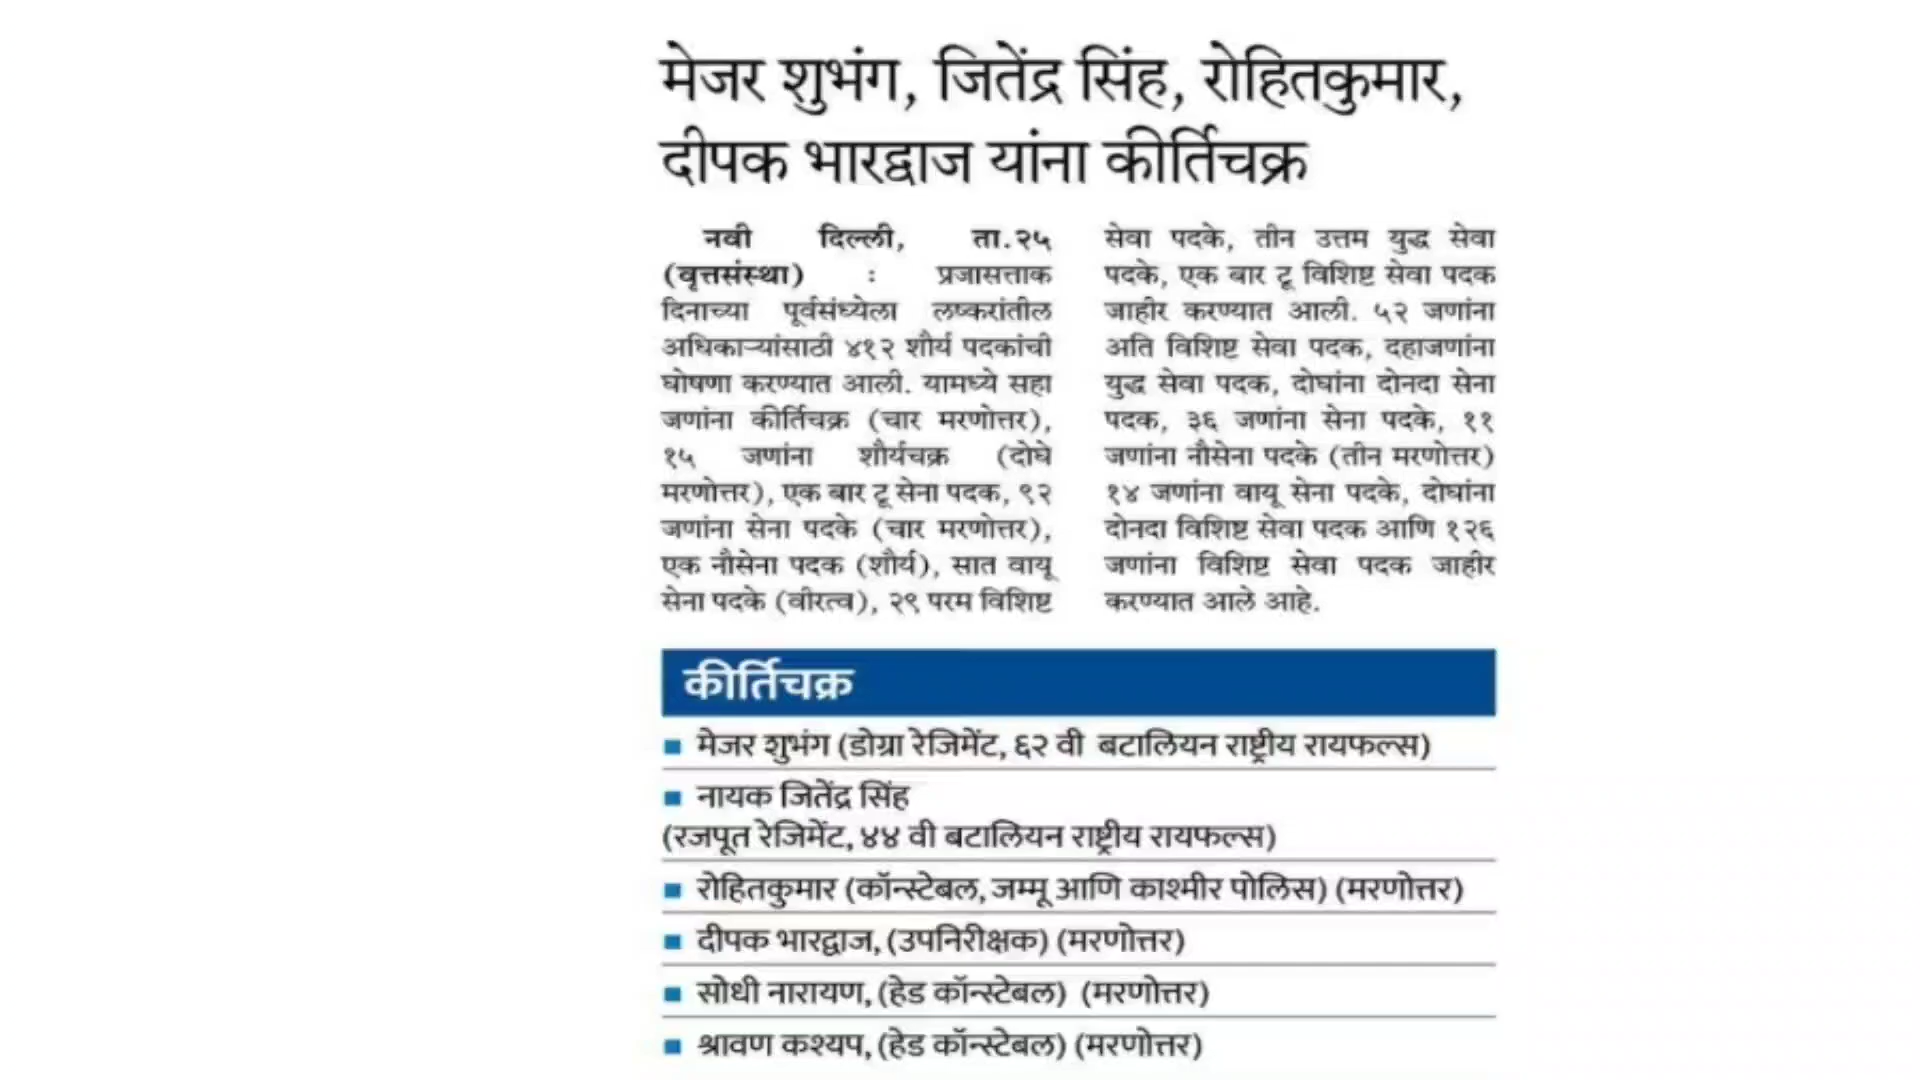 मेजर शुभंग, जितेंद्र सिंह, रोहितकुमार,
दीपक भारद्वाज यांना कीर्तिचक्र
नवी दिल्ली, ता.२५
(वृत्तसंस्था) : प्रजासत्ताक
दिनाच्या पूर्वसंध्येला लष्करांतील
अधिकाऱ्यांसाठी ४१२ शौर्य पदकांची
घोषणा करण्यात आली. यामध्ये सहा
जणांना कीर्तिचक्र (चार मरणोत्तर),
१५ जणांना शौर्यचक्र (दोघे
मरणोत्तर), एक बार टू सेना पदक, ९२
जणांना सेना पदके (चार मरणोत्तर),
एक नौसेना पदक (शौर्य), सात वायू
सेना पदके (वीरत्व), २९ परम विशिष्ट
सेवा पदके, तीन उत्तम युद्ध सेवा
पदके, एक बार टू विशिष्ट सेवा पदक
जाहीर करण्यात आली. ५२ जणांना
अति विशिष्ट सेवा पदक, दहाजणांना
युद्ध सेवा पदक, दोघांना दोनदा सेना
पदक, ३६ जणांना सेना पदके, ११
जणांना नौसेना पदके (तीन मरणोत्तर)
१४ जणांना वायू सेना पदके, दोघांना
दोनदा विशिष्ट सेवा पदक आणि १२६
जणांना विशिष्ट सेवा पदक जाहीर
करण्यात आले आहे.
कीर्तिचक्र
▪ मेजर शुभंग (डोग्रा रेजिमेंट, ६२ वी बटालियन राष्ट्रीय रायफल्स)
▪ नायक जितेंद्र सिंह
(रजपूत रेजिमेंट, ४४ वी बटालियन राष्ट्रीय रायफल्स)
▪ रोहितकुमार (कॉन्स्टेबल, जम्मू आणि काश्मीर पोलिस) (मरणोत्तर)
▪ दीपक भारद्वाज, (उपनिरीक्षक) (मरणोत्तर)
▪ सोधी नारायण, (हेड कॉन्स्टेबल) (मरणोत्तर)
▪ श्रावण कश्यप, (हेड कॉन्स्टेबल) (मरणोत्तर)